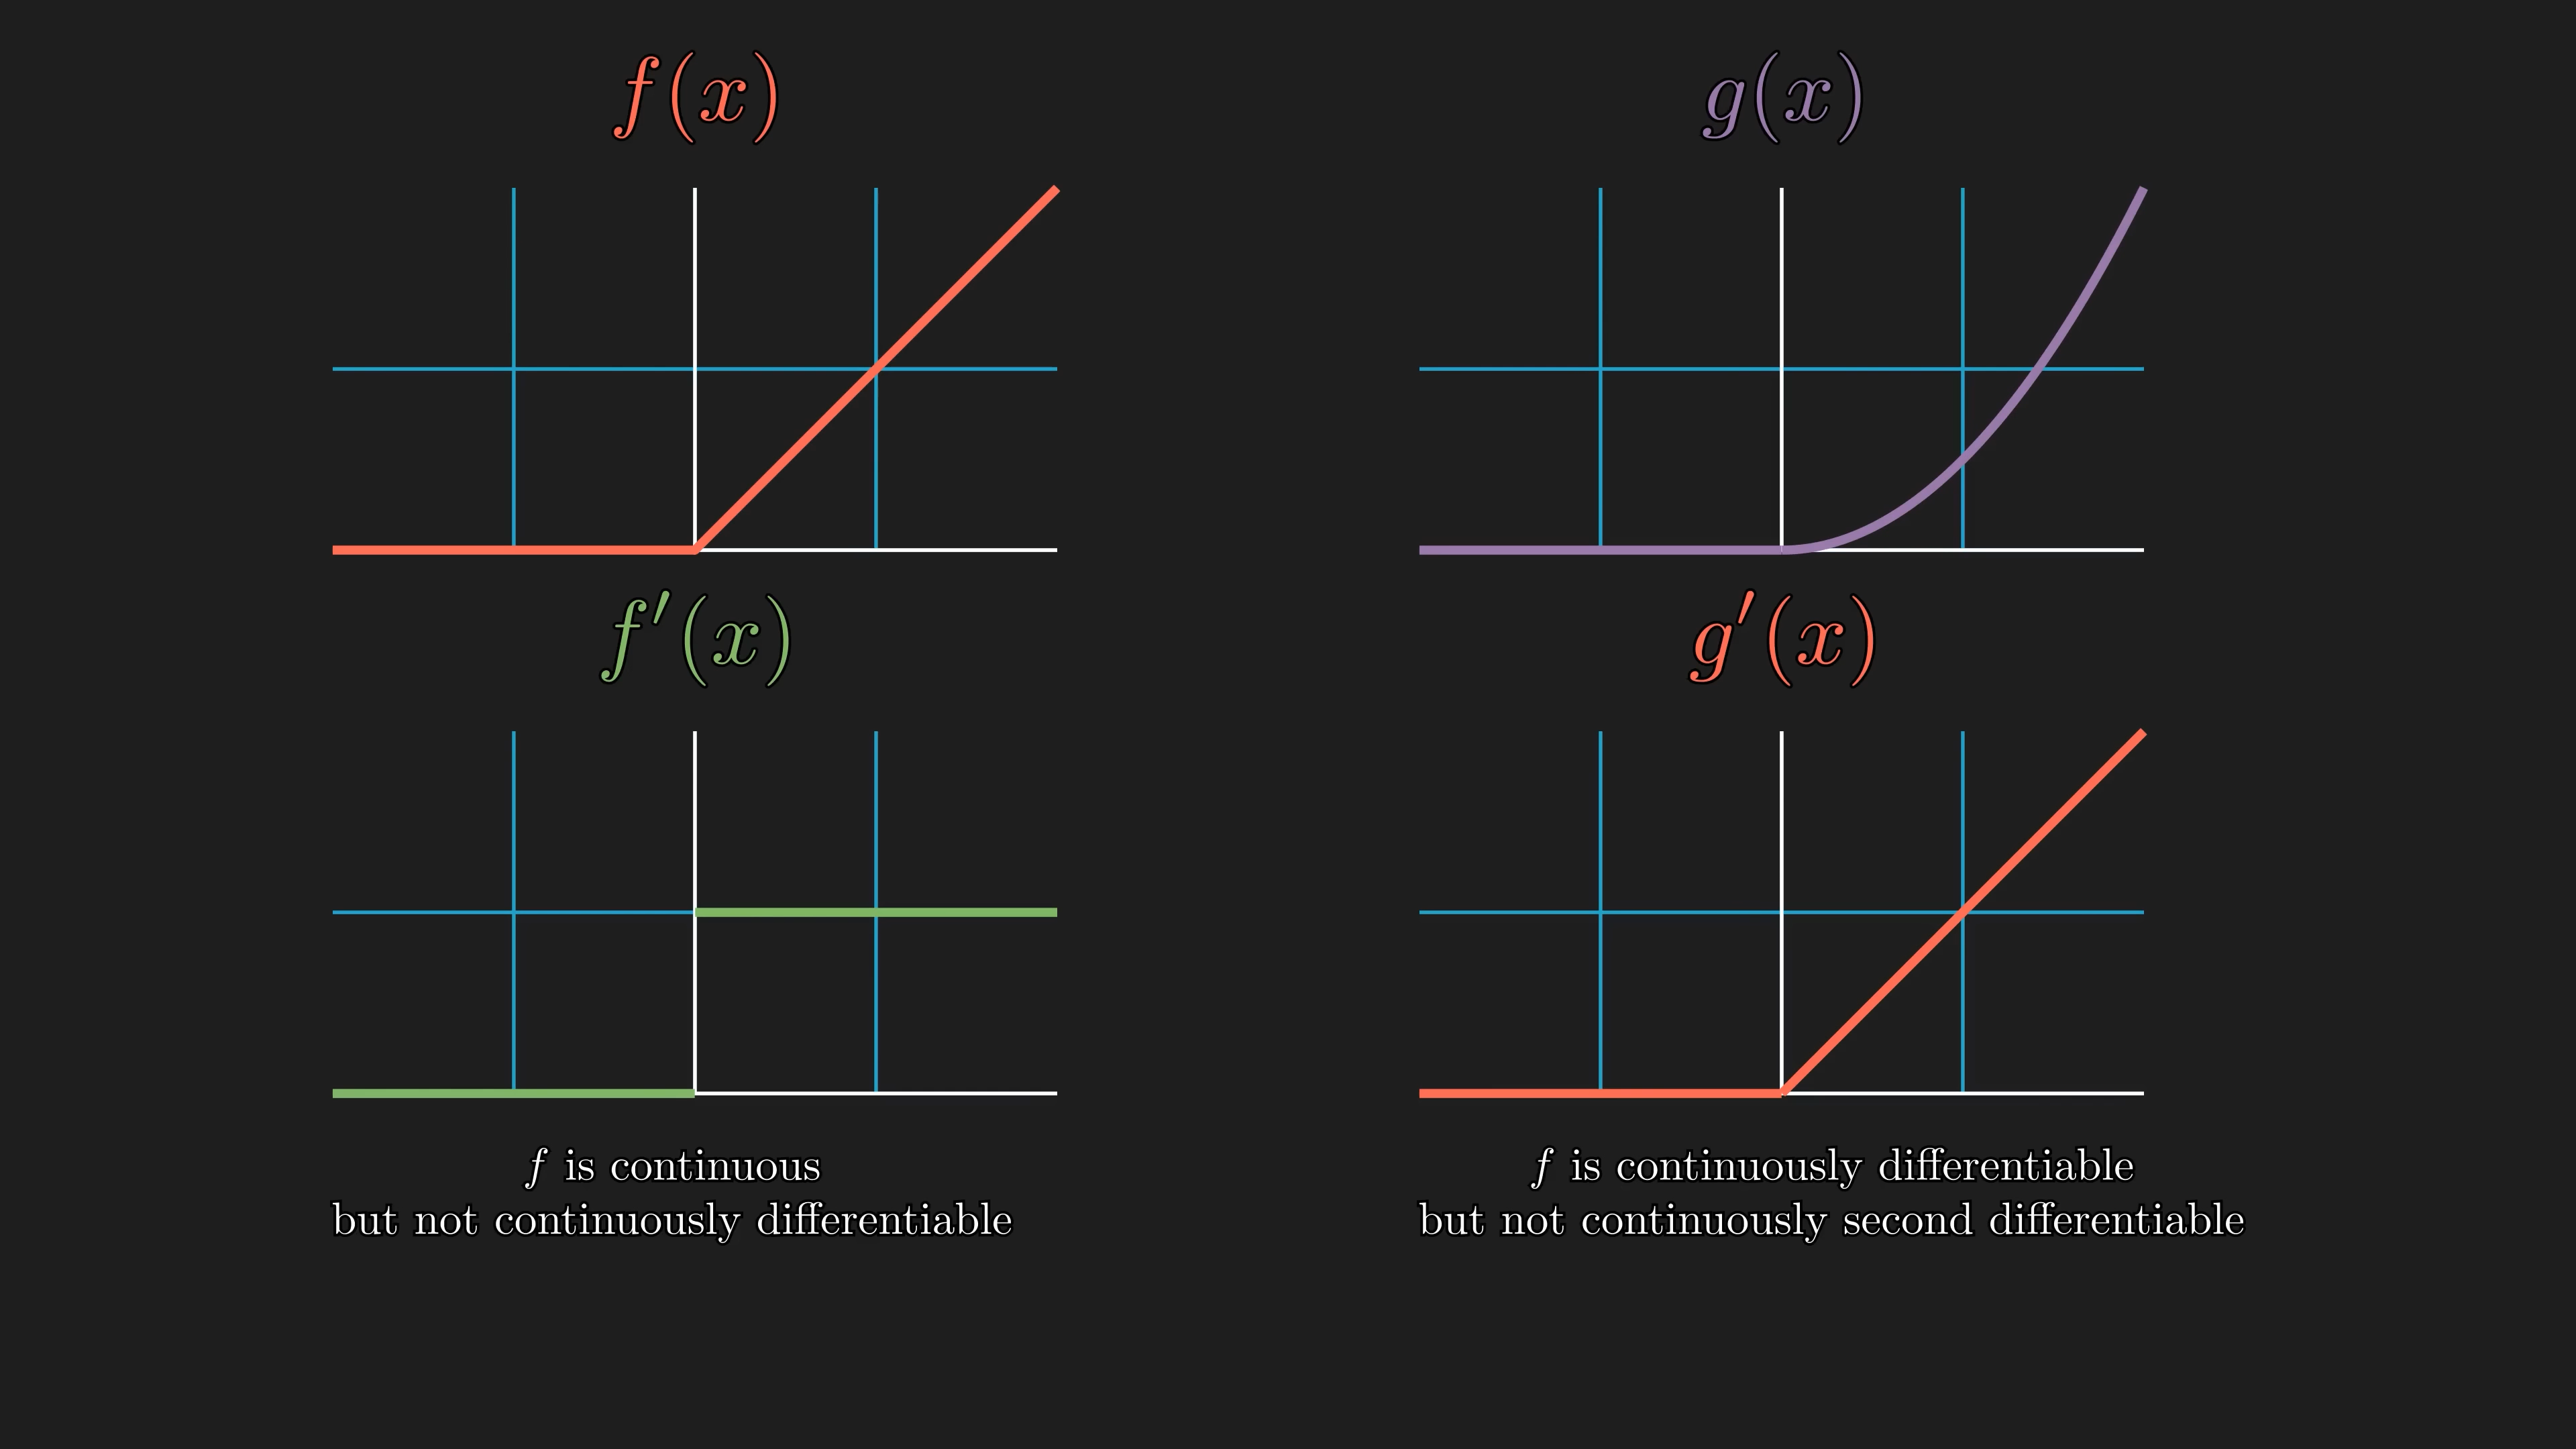 f(x)
g(x)
f′(x)
g′(x)
f is continuous
but not continuously differentiable
f is continuously differentiable
but not continuously second differentiable